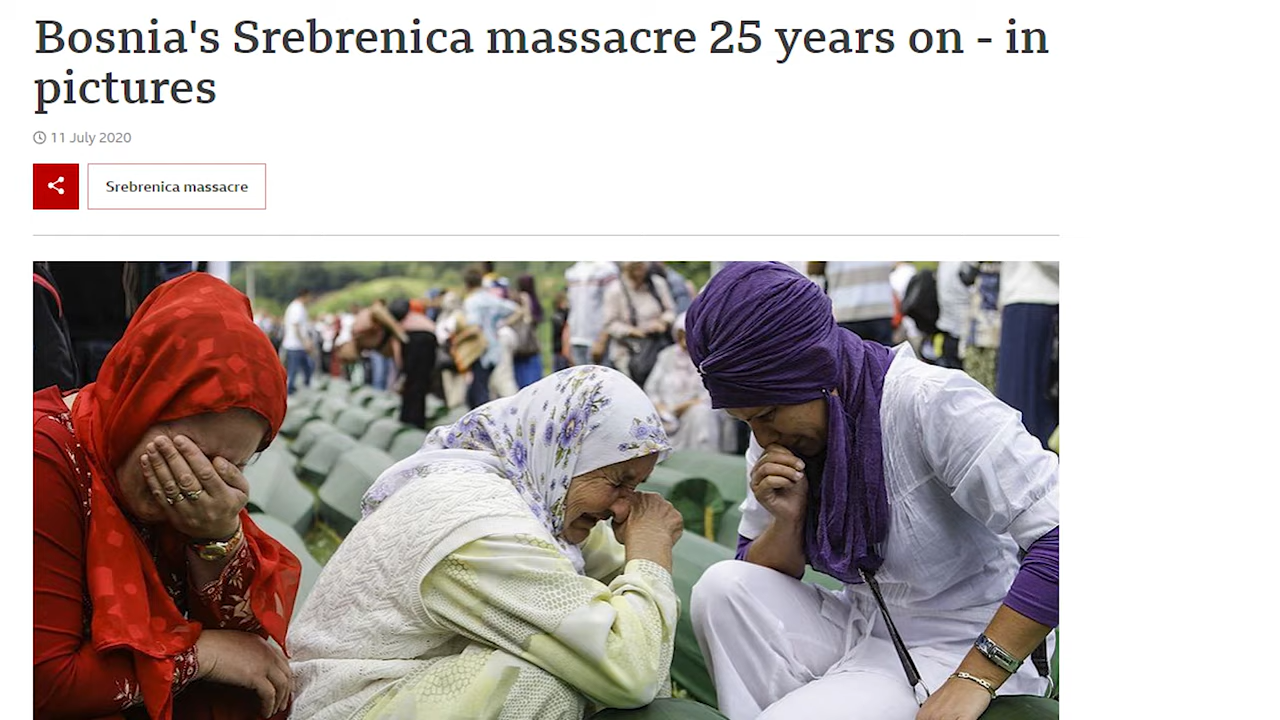 Bosnia's Srebrenica massacre 25 years on - in
pictures
11 July 2020
Srebrenica massacre